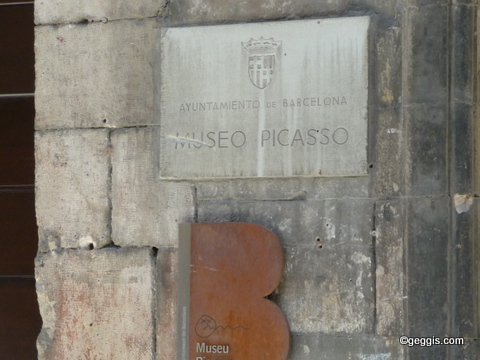 AYUNTAMIENTO DE BARCELONA
MUSEO PICASSO
Museu
©geggis.com